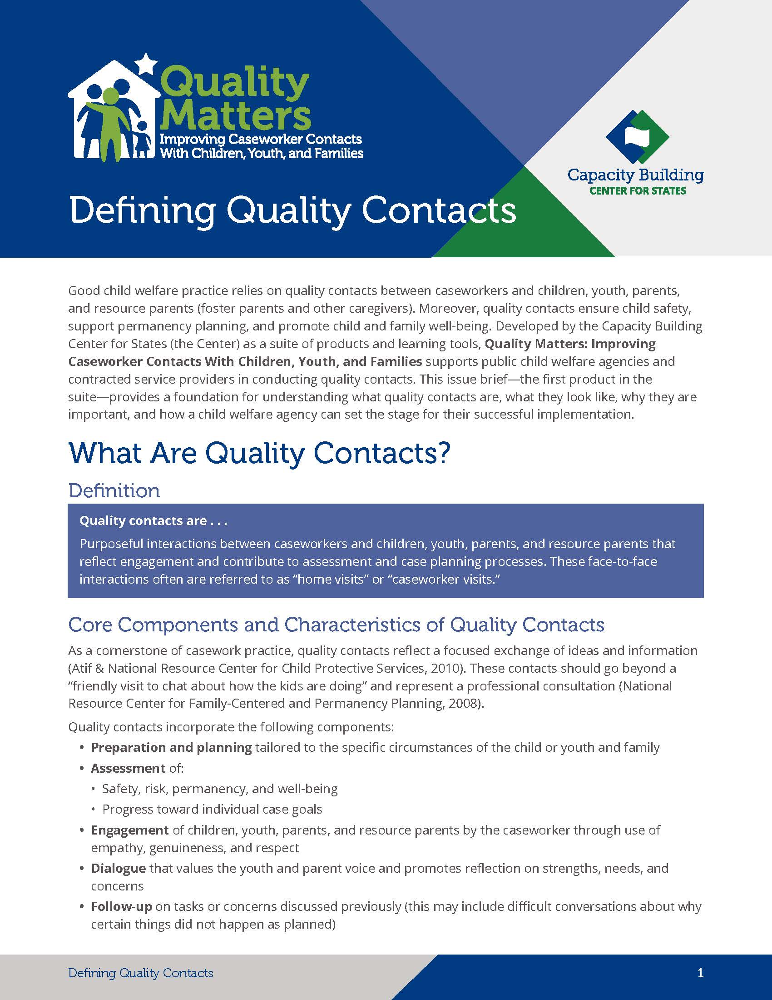 Quality
Matters
Improving Caseworker Contacts
With Children, Youth, and Families
Capacity Building
CENTER FOR STATES
Defining Quality Contacts
Good child welfare practice relies on quality contacts between caseworkers and children, youth, parents,
and resource parents (foster parents and other caregivers). Moreover, quality contacts ensure child safety,
support permanency planning, and promote child and family well-being. Developed by the Capacity Building
Center for States (the Center) as a suite of products and learning tools, Quality Matters: Improving
Caseworker Contacts With Children, Youth, and Families supports public child welfare agencies and
contracted service providers in conducting quality contacts. This issue brief—the first product in the
suite—provides a foundation for understanding what quality contacts are, what they look like, why they are
important, and how a child welfare agency can set the stage for their successful implementation.
What Are Quality Contacts?
Definition
Quality contacts are . . .
Purposeful interactions between caseworkers and children, youth, parents, and resource parents that
reflect engagement and contribute to assessment and case planning processes. These face-to-face
interactions often are referred to as “home visits” or “caseworker visits.”
Core Components and Characteristics of Quality Contacts
As a cornerstone of casework practice, quality contacts reflect a focused exchange of ideas and information
(Atif & National Resource Center for Child Protective Services, 2010). These contacts should go beyond a
“friendly visit to chat about how the kids are doing” and represent a professional consultation (National
Resource Center for Family-Centered and Permanency Planning, 2008).
Quality contacts incorporate the following components:
• Preparation and planning tailored to the specific circumstances of the child or youth and family
• Assessment of:
• Safety, risk, permanency, and well-being
• Progress toward individual case goals
• Engagement of children, youth, parents, and resource parents by the caseworker through use of
empathy, genuineness, and respect
• Dialogue that values the youth and parent voice and promotes reflection on strengths, needs, and
concerns
• Follow-up on tasks or concerns discussed previously (this may include difficult conversations about why
certain things did not happen as planned)
Defining Quality Contacts
1